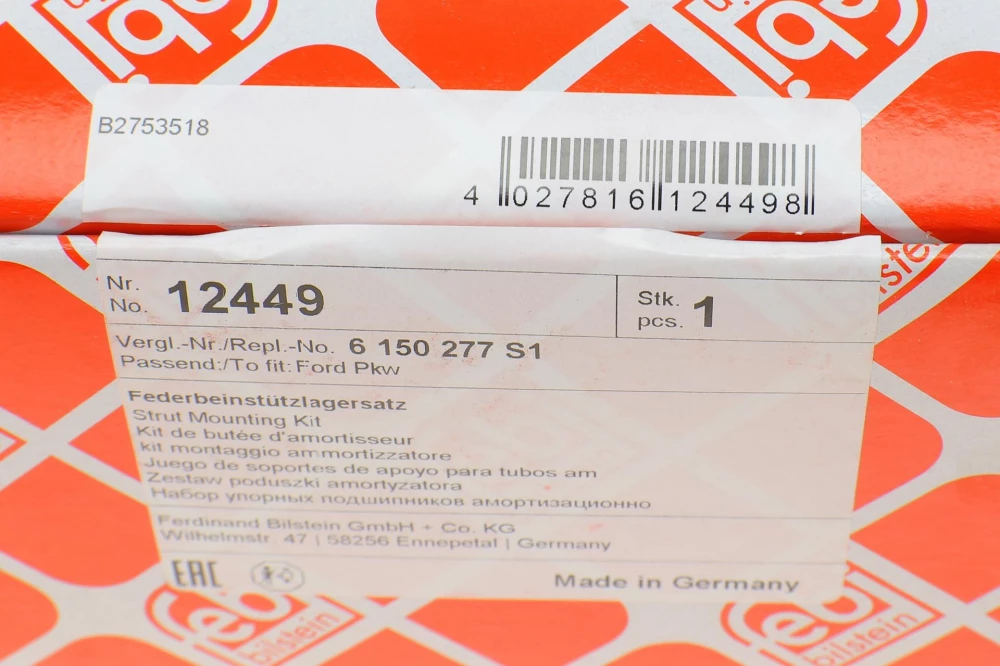 B2753518
4 027816 124498
Nr.
No. 12449
Stk.
pcs. 1
Vergl.-Nr./Repl.-No. 6 150 277 S1
Passend:/To fit: Ford Pkw
Federbeinstützlagersatz
Strut Mounting Kit
Kit de butée d'amortisseur
kit montaggio ammortizzatore
Juego de soportes de apoyo para tubos am
Zestaw poduszki amortyzatora
Набор упорных подшипников амортизационно
Ferdinand Bilstein GmbH + Co. KG
Wilhelmstr. 47 | 58256 Ennepetal | Germany
EAC
Made in Germany
febi
bilstein
bilstein